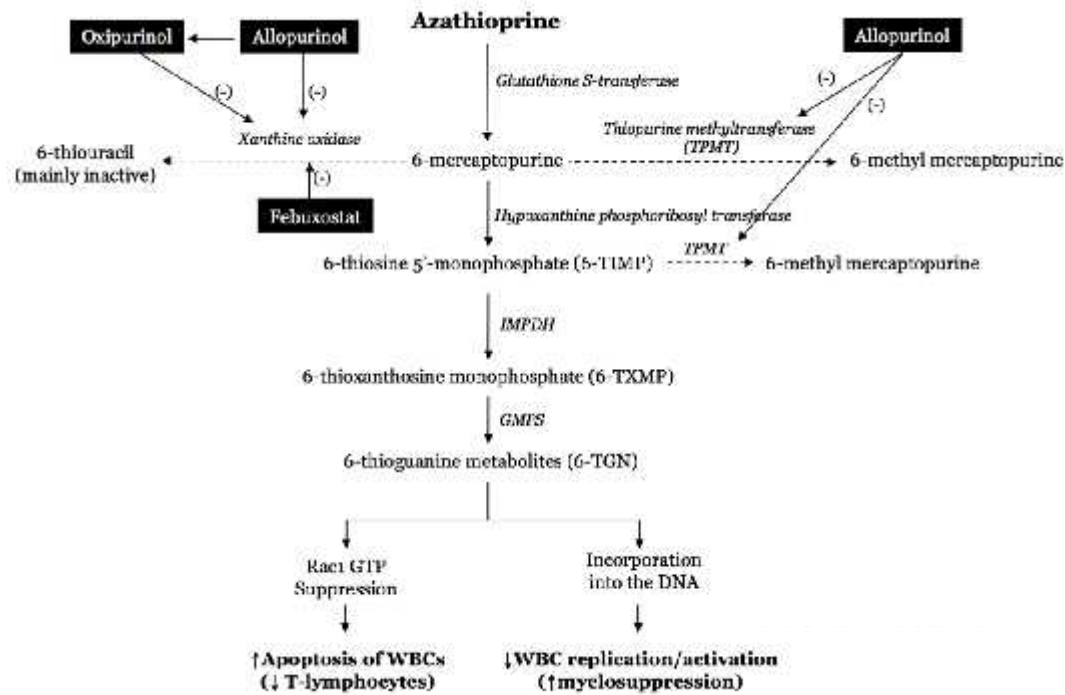 Azathioprine
Oxipurinol
Allopurinol
Allopurinol
(-)
(-)
Glutathione S-transferase
(-)
(-)
Xanthine oxidase
Thiopurine methyltransferase
(TPMT)
6-thiouracil
(mainly inactive)
6-mercaptopurine
6-methyl mercaptopurine
(-)
Febuxostat
Hypoxanthine phosphoribosyl transferase
6-thiosine 5'-monophosphate (6-TIMP)
TPMT
6-methyl mercaptopurine
IMPDH
6-thioxanthosine monophosphate (6-TXMP)
GMPS
6-thioguanine metabolites (6-TGN)
Rac1 GTP
Suppression
Incorporation
into the DNA
↑Apoptosis of WBCs
(↓ T-lymphocytes)
↓WBC replication/activation
(↑myelosuppression)